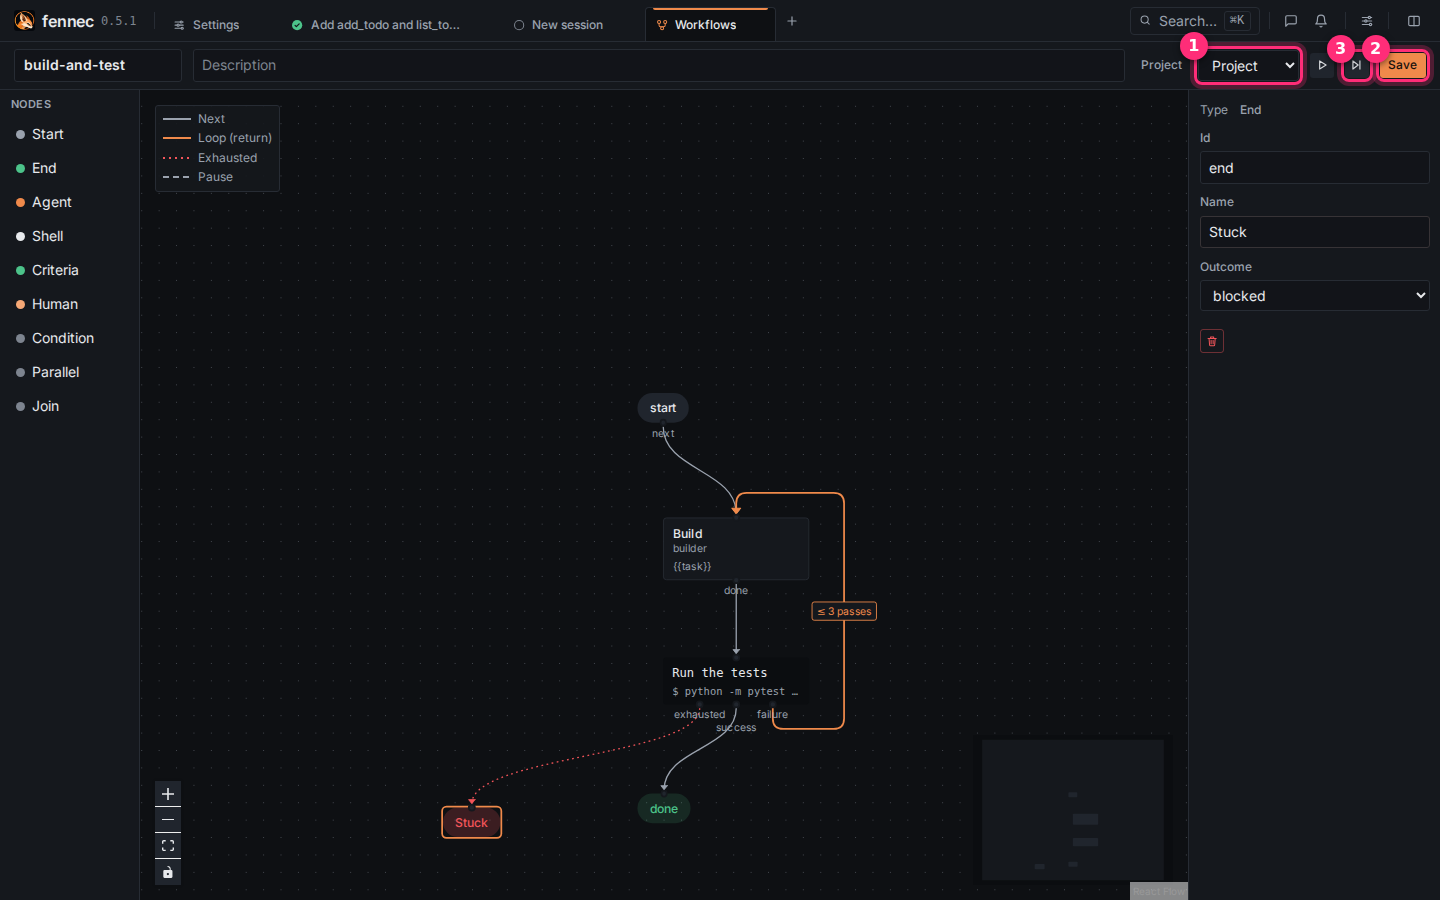 fennec 0.5.1
Settings
Add add_todo and list_to...
New session
Workflows
Search... ⌘K
build-and-test
Description
Project
1
Project
3
2
Save
NODES
Start
End
Agent
Shell
Criteria
Human
Condition
Parallel
Join
Next
Loop (return)
Exhausted
Pause
start
next
Build
builder
{{task}}
done
≤ 3 passes
Run the tests
$ python -m pytest …
exhausted
failure
success
Stuck
done
Type End
Id
end
Name
Stuck
Outcome
blocked
React Flow